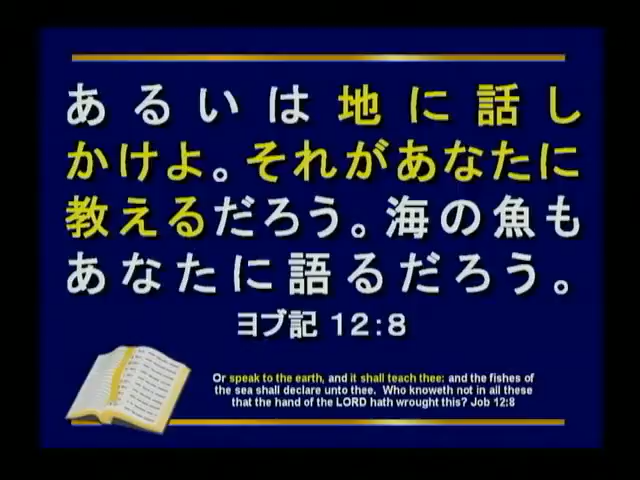 あるいは地に話し
かけよ。それがあなたに
教えるだろう。海の魚も
あなたに語るだろう。
ヨブ記 12:8
Or speak to the earth, and it shall teach thee: and the fishes of
the sea shall declare unto thee. Who knoweth not in all these
that the hand of the LORD hath wrought this? Job 12:8